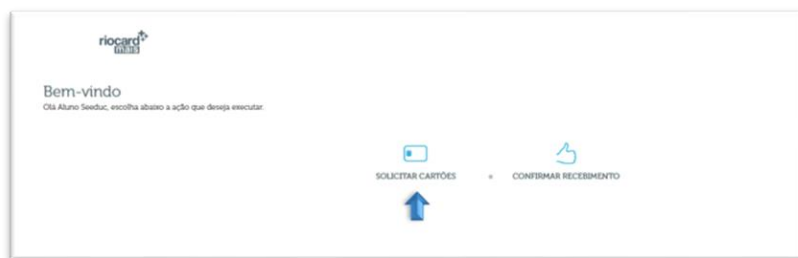 riocard
mais
Bem-vindo
Olá Aluno Seeduc, escolha abaixo a ação que deseja executar.
SOLICITAR CARTÕES
CONFIRMAR RECEBIMENTO